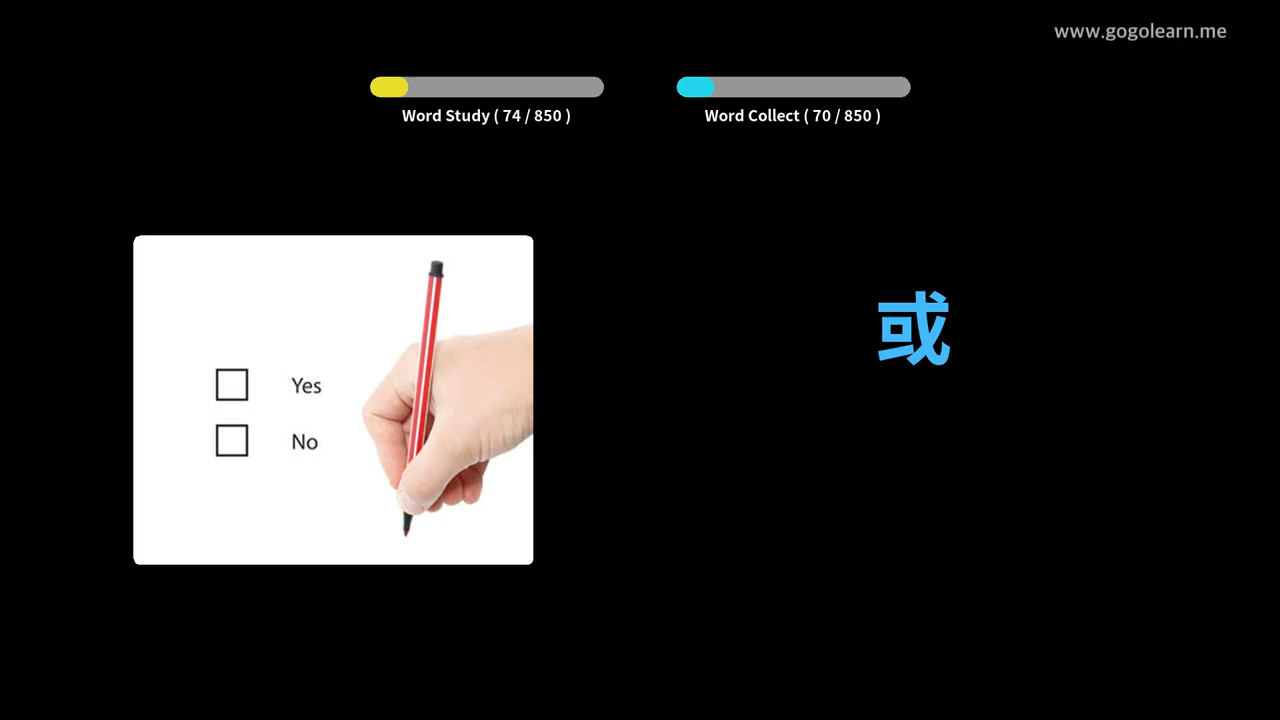 www.gogolearn.me
Word Study ( 74 / 850 )
Word Collect ( 70 / 850 )
Yes
No
或